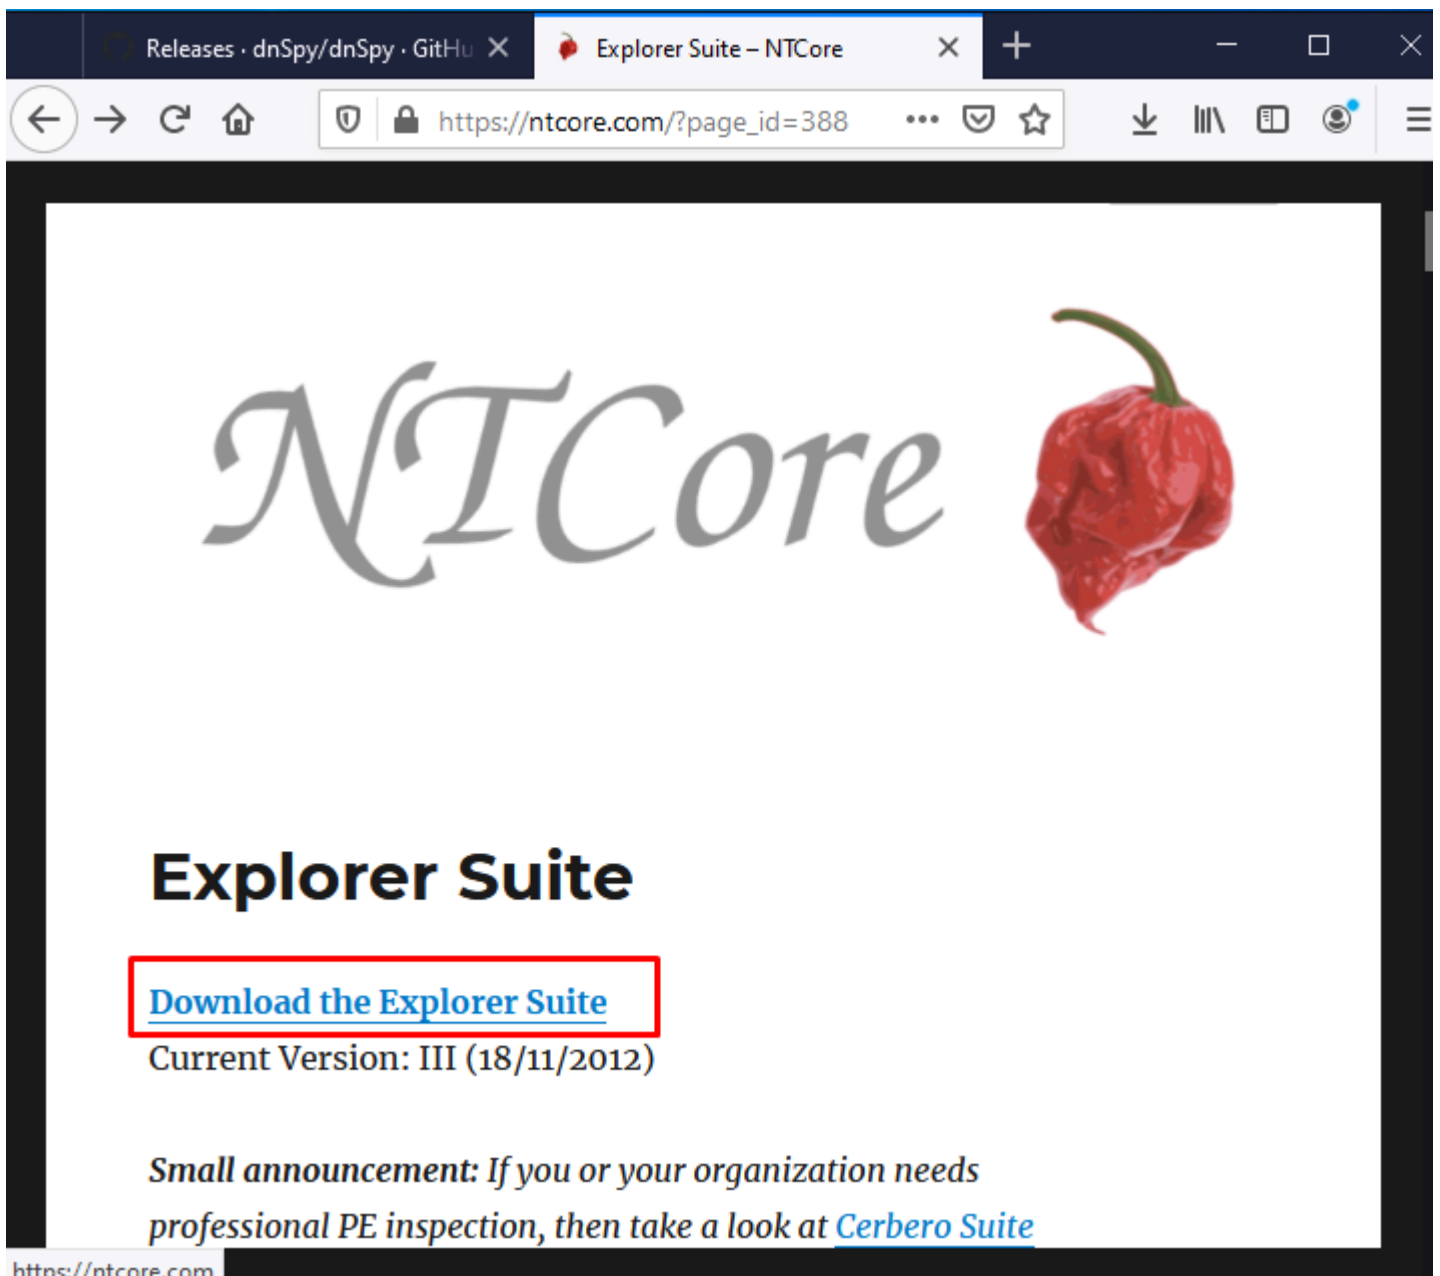 Releases · dnSpy/dnSpy · GitHu
Explorer Suite – NTCore
https://ntcore.com/?page_id=388
NTCore
Explorer Suite
Download the Explorer Suite
Current Version: III (18/11/2012)
Small announcement: If you or your organization needs
professional PE inspection, then take a look at Cerbero Suite
https://ntcore.com